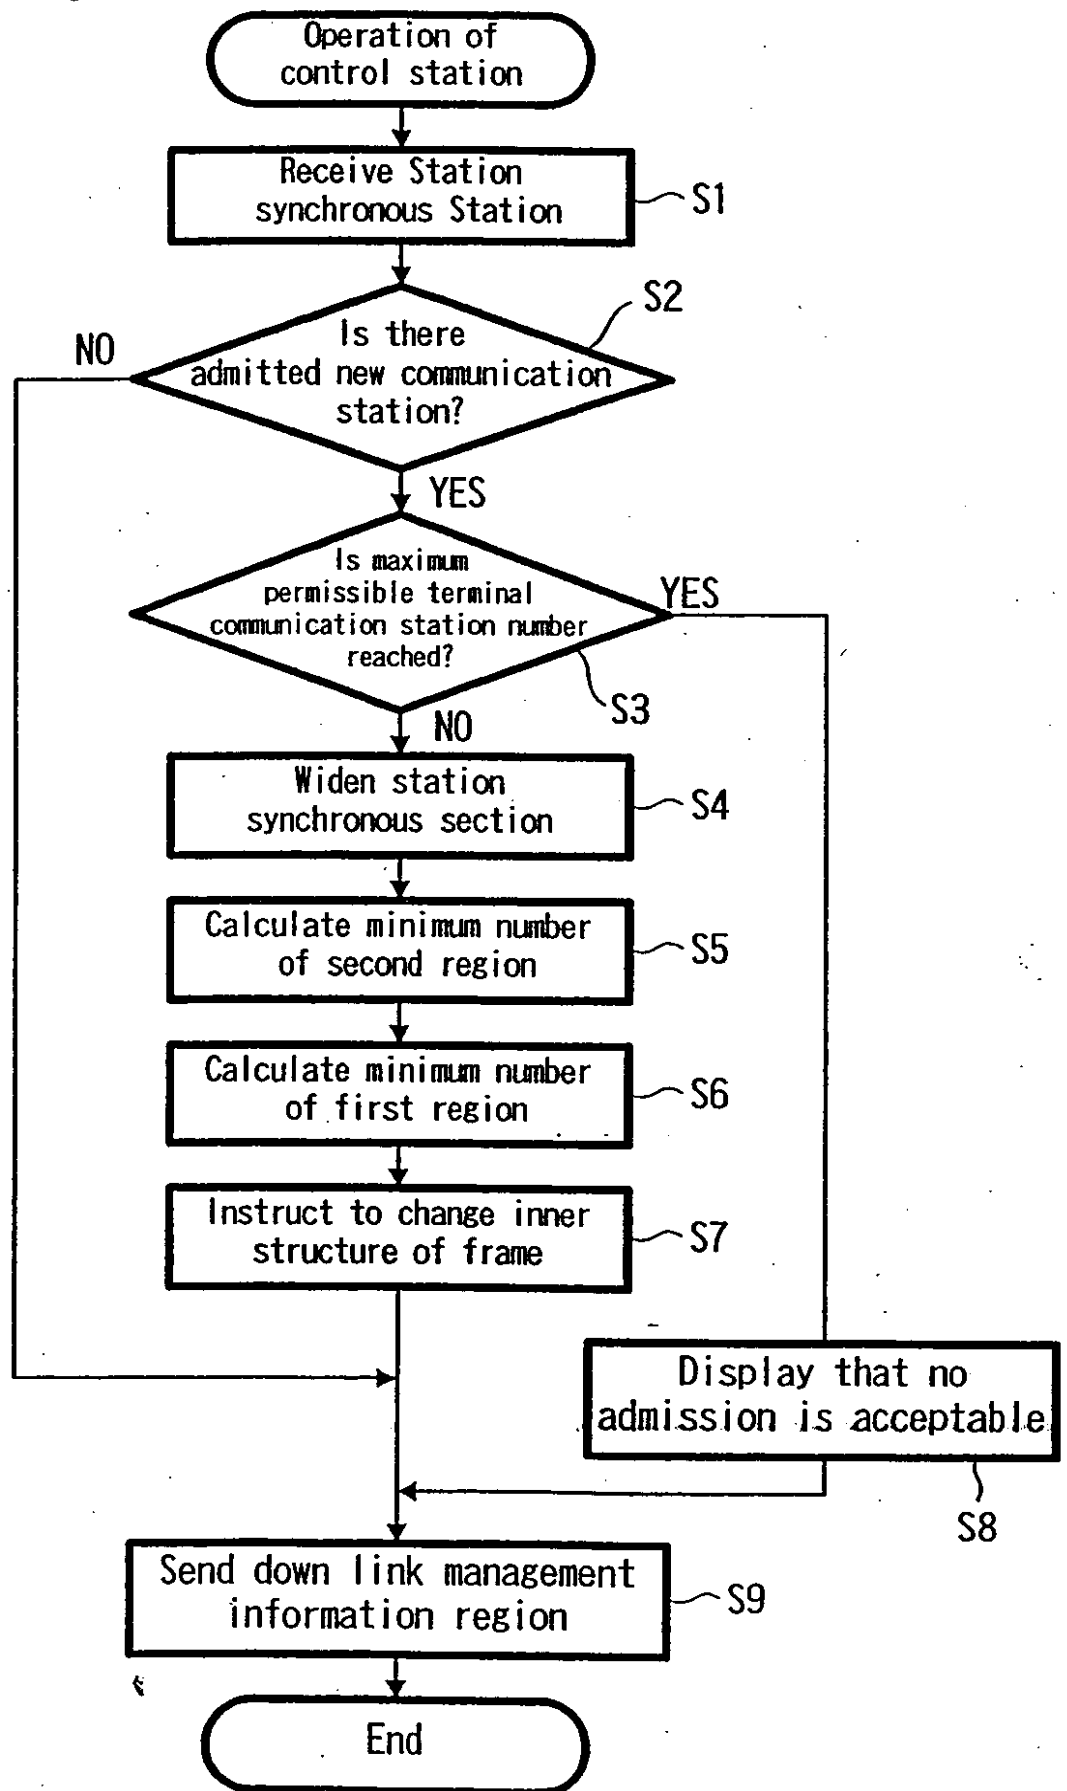 Operation of
control station
Receive Station
synchronous Station
S1
S2
Is there
admitted new communication
station?
NO
YES
Is maximum
permissible terminal
communication station number
reached?
YES
S3
NO
Widen station
synchronous section
S4
Calculate minimum number
of second region
S5
Calculate minimum number
of first region
S6
Instruct to change inner
structure of frame
S7
Display that no
admission is acceptable
S8
Send down link management
information region
S9
End